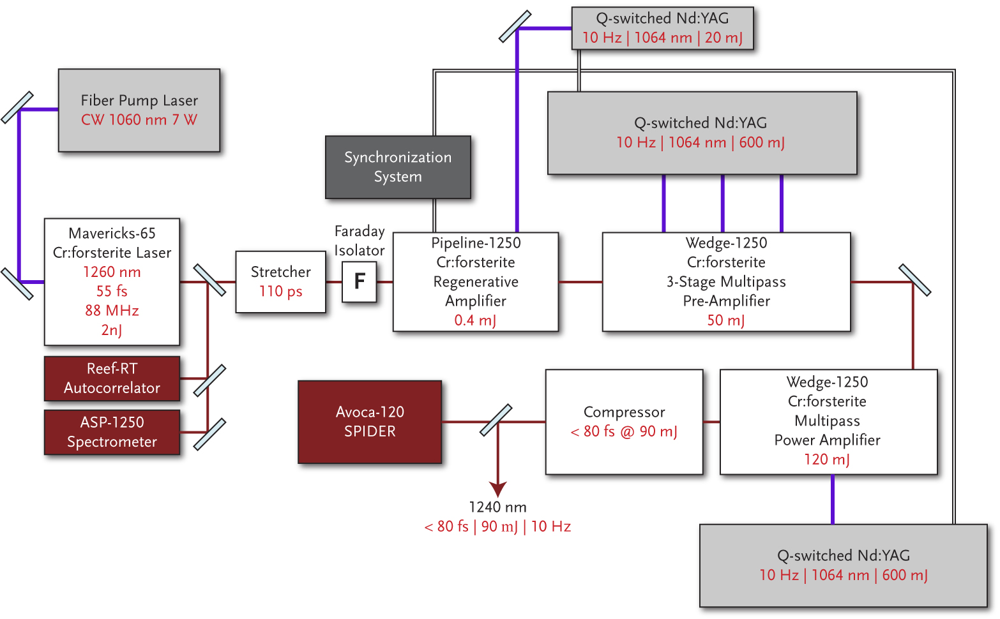 Q-switched Nd:YAG
10 Hz | 1064 nm | 20 mJ
Fiber Pump Laser
CW 1060 nm 7 W
Q-switched Nd:YAG
10 Hz | 1064 nm | 600 mJ
Synchronization
System
Mavericks-65
Cr:forsterite Laser
1260 nm
55 fs
88 MHz
2nJ
Stretcher
110 ps
Faraday
Isolator
F
Pipeline-1250
Cr:forsterite
Regenerative
Amplifier
0.4 mJ
Wedge-1250
Cr:forsterite
3-Stage Multipass
Pre-Amplifier
50 mJ
Reef-RT
Autocorrelator
ASP-1250
Spectrometer
Avoca-120
SPIDER
Compressor
< 80 fs @ 90 mJ
Wedge-1250
Cr:forsterite
Multipass
Power Amplifier
120 mJ
1240 nm
< 80 fs | 90 mJ | 10 Hz
Q-switched Nd:YAG
10 Hz | 1064 nm | 600 mJ